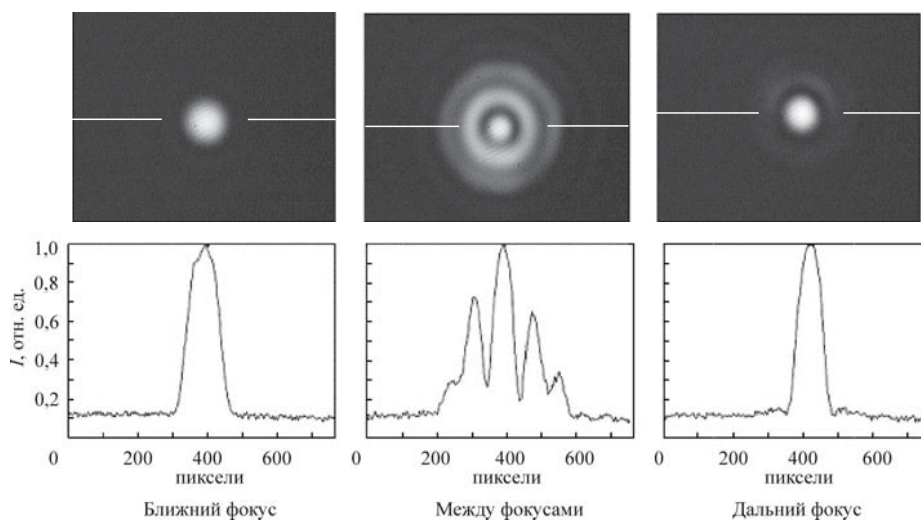 1,0
0,8
0,6
0,4
0,2
I, отн. ед.
0 200 400 600
0 200 400 600
0 200 400 600
пиксели пиксели пиксели
Ближний фокус Между фокусами Дальний фокус